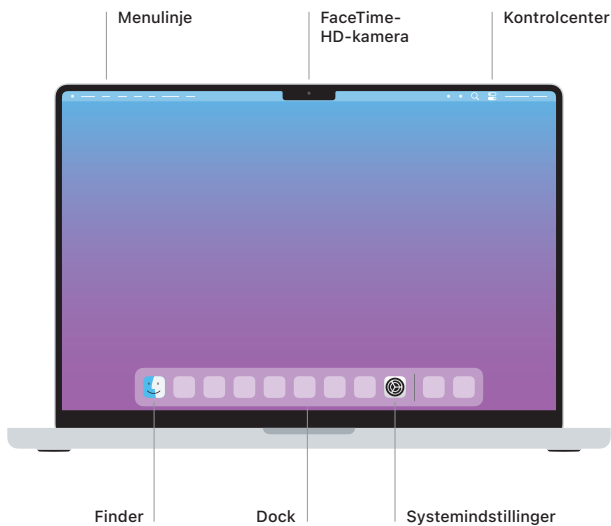 Menulinje
FaceTime-
HD-kamera
Kontrolcenter
Finder
Dock
Systemindstillinger